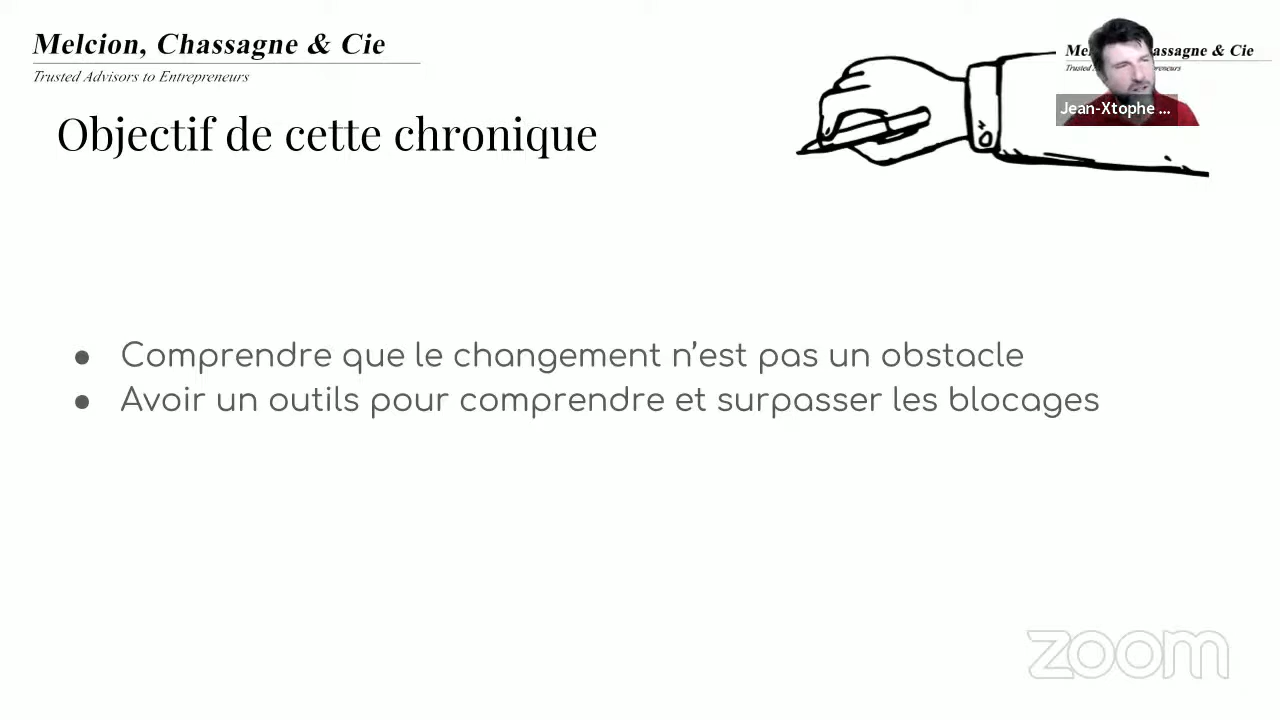 Melcion, Chassagne & Cie
Trusted Advisors to Entrepreneurs
Objectif de cette chronique
assagne & Cie
Jean-Xtophe ...
● Comprendre que le changement n’est pas un obstacle
● Avoir un outils pour comprendre et surpasser les blocages
zoom